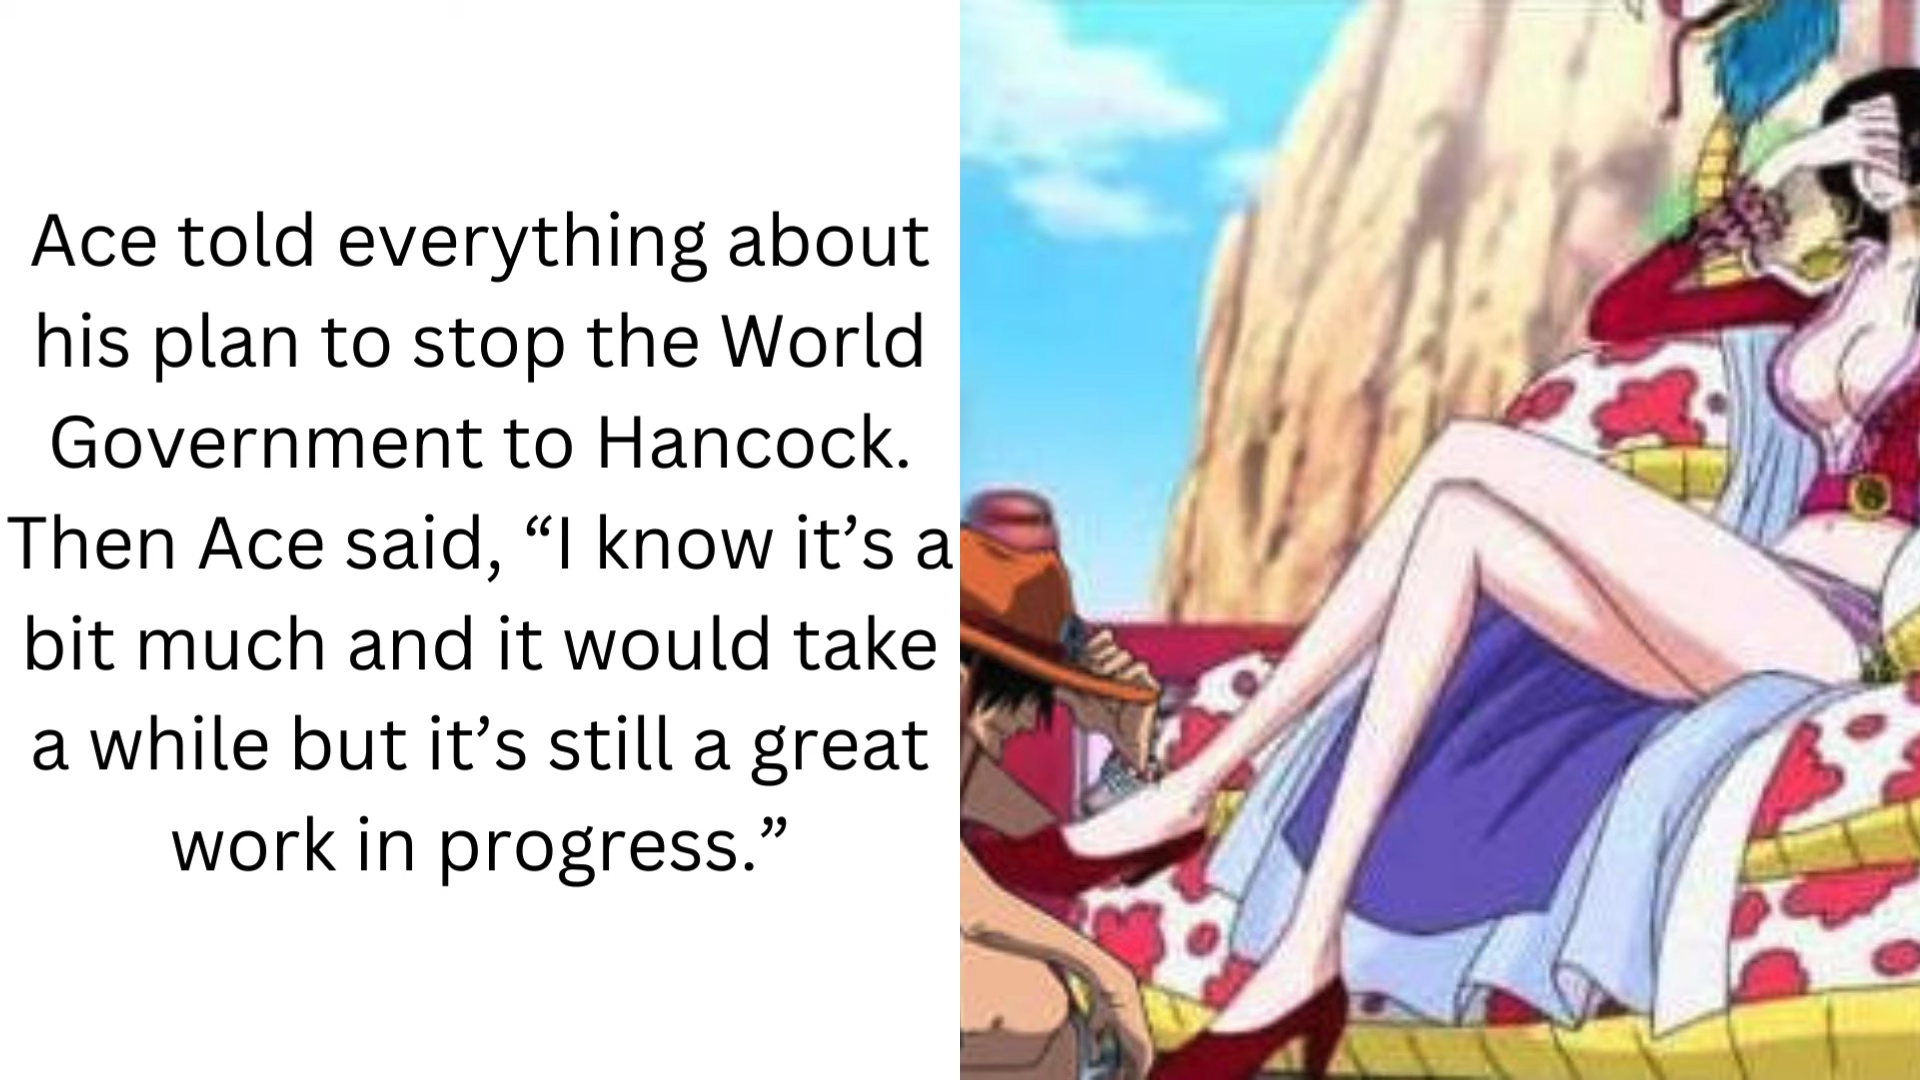 Ace told everything about
his plan to stop the World
Government to Hancock.
Then Ace said, “I know it’s a
bit much and it would take
a while but it’s still a great
work in progress.”